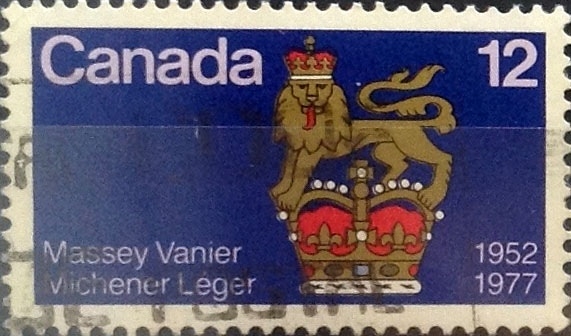 Canada 12
Massey Vanier 1952
Michener Léger 1977